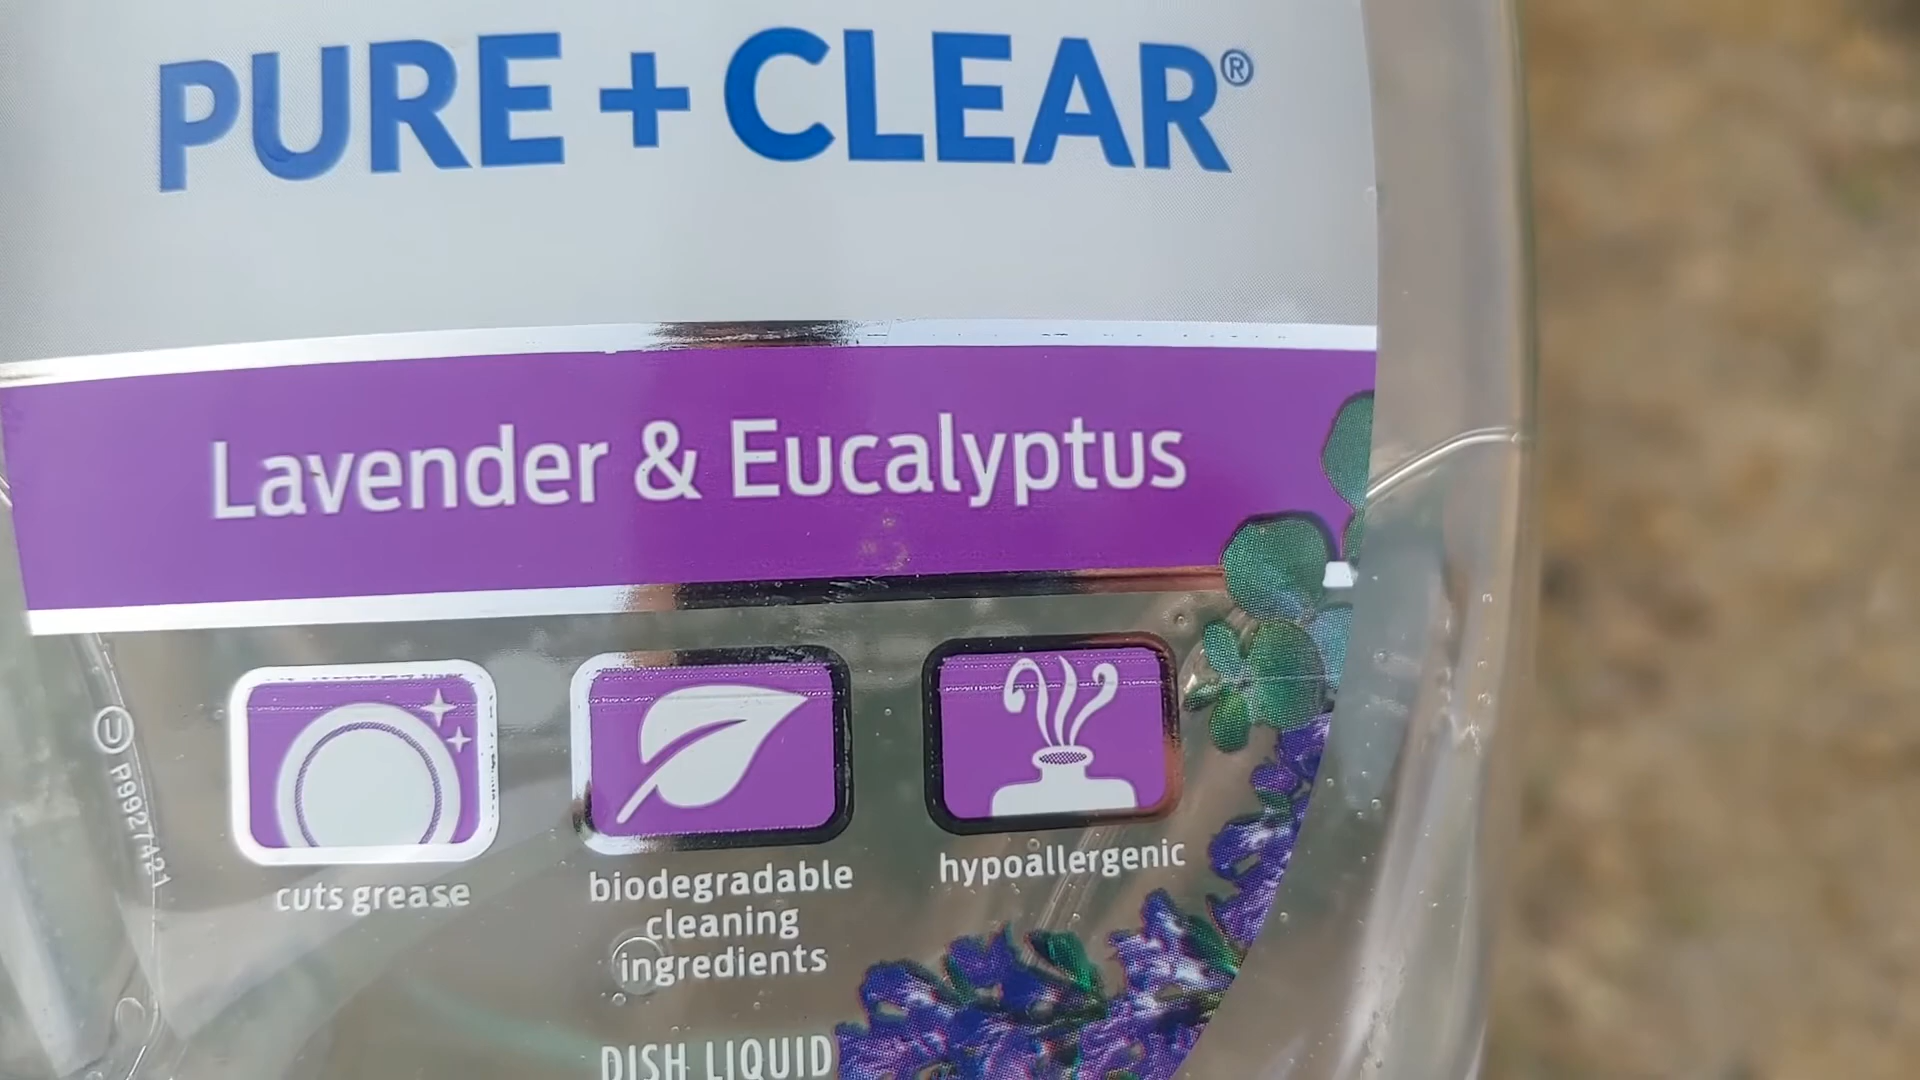 PURE + CLEAR®
Lavender & Eucalyptus
cuts grease
biodegradable
cleaning
ingredients
hypoallergenic
DISH LIQUID